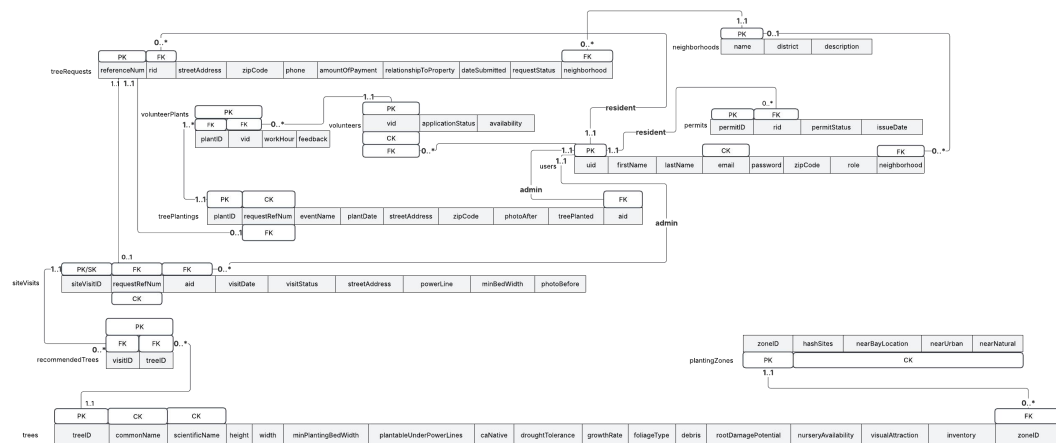 1..1
0..*
0..*
PK
0..1
neighborhoods
name district description
PK FK FK
treeRequests
referenceNum rid streetAddress zipCode phone amountOfPayment relationshipToProperty dateSubmitted requestStatus neighborhood
1..1 1..1
volunteerPlants
PK
1..*
FK FK
0..*
plantID vid workHour feedback
1..1
PK
volunteers
vid applicationStatus availability
CK
FK
0..*
resident
1..1
resident
0..*
permits
PK FK
permitID rid permitStatus issueDate
1..1
PK
1..1
CK
FK
0..*
users
1..1
uid firstName lastName email password zipCode role neighborhood
admin
admin
1..1
PK CK FK
treePlantings
plantID requestRefNum eventName plantDate streetAddress zipCode photoAfter treePlanted aid
0..1
FK
0..1
1..1
PK/SK FK FK
0..*
siteVisits
siteVisitID requestRefNum aid visitDate visitStatus streetAddress powerLine minBedWidth photoBefore
CK
PK
FK FK
0..*
0..*
recommendedTrees
visitID treeID
plantingZones
zoneID hashSites nearBayLocation nearUrban nearNatural
PK CK
1..1
0..*
1..1
PK CK CK FK
trees
treeID commonName scientificName height width minPlantingBedWidth plantableUnderPowerLines caNative droughtTolerance growthRate foliageType debris rootDamagePotential nurseryAvailability visualAttraction inventory zoneID